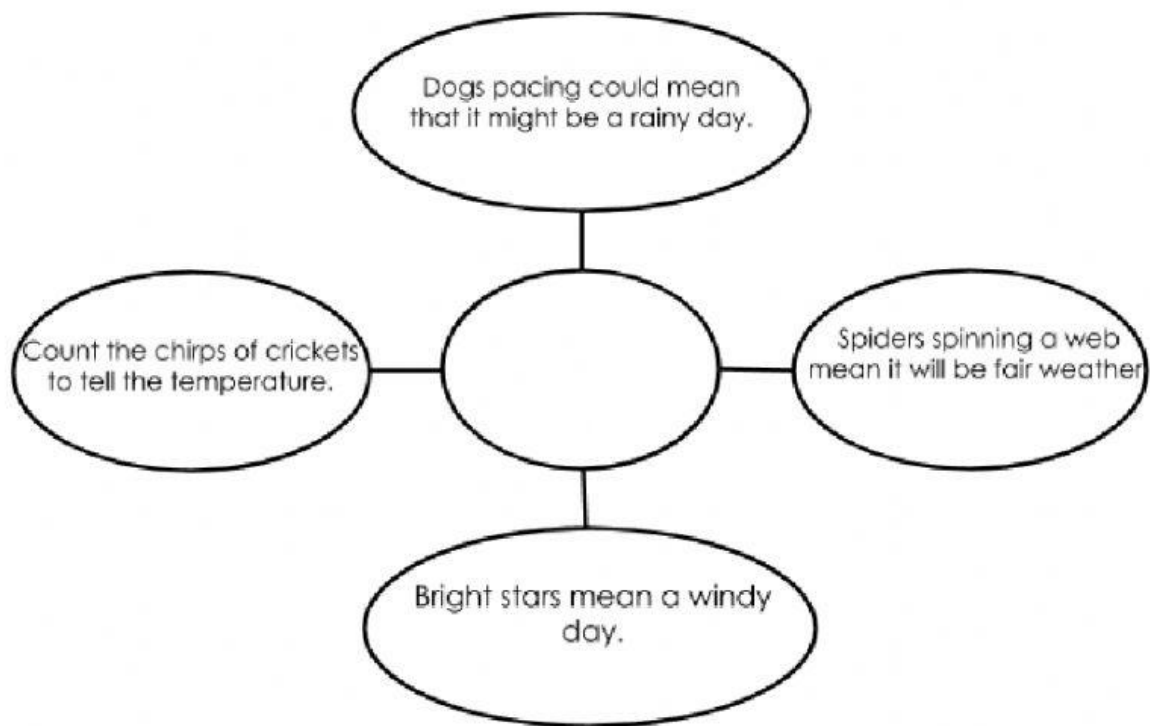 Dogs pacing could mean
that it might be a rainy day.
Count the chirps of crickets
to tell the temperature.
Spiders spinning a web
mean it will be fair weather
Bright stars mean a windy
day.